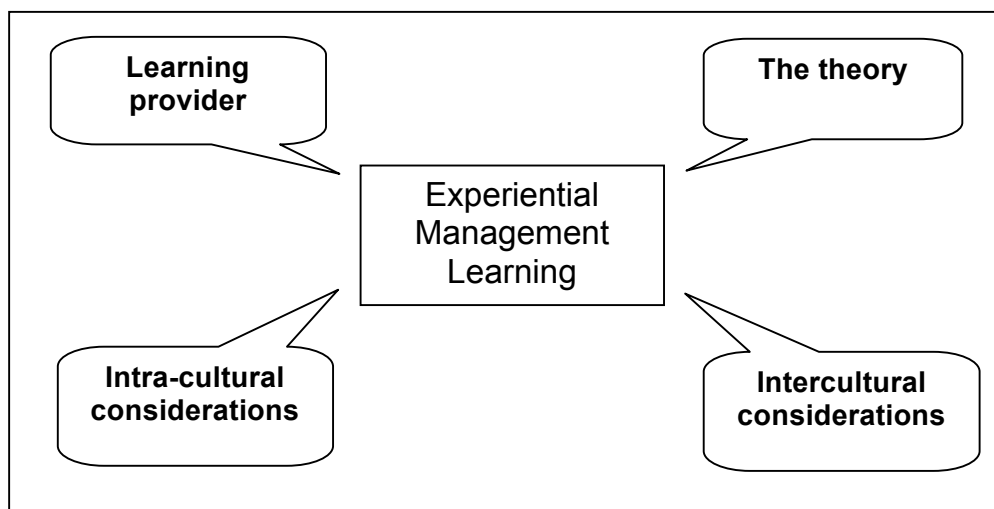 Learning
provider
The theory
Experiential
Management
Learning
Intra-cultural
considerations
Intercultural
considerations